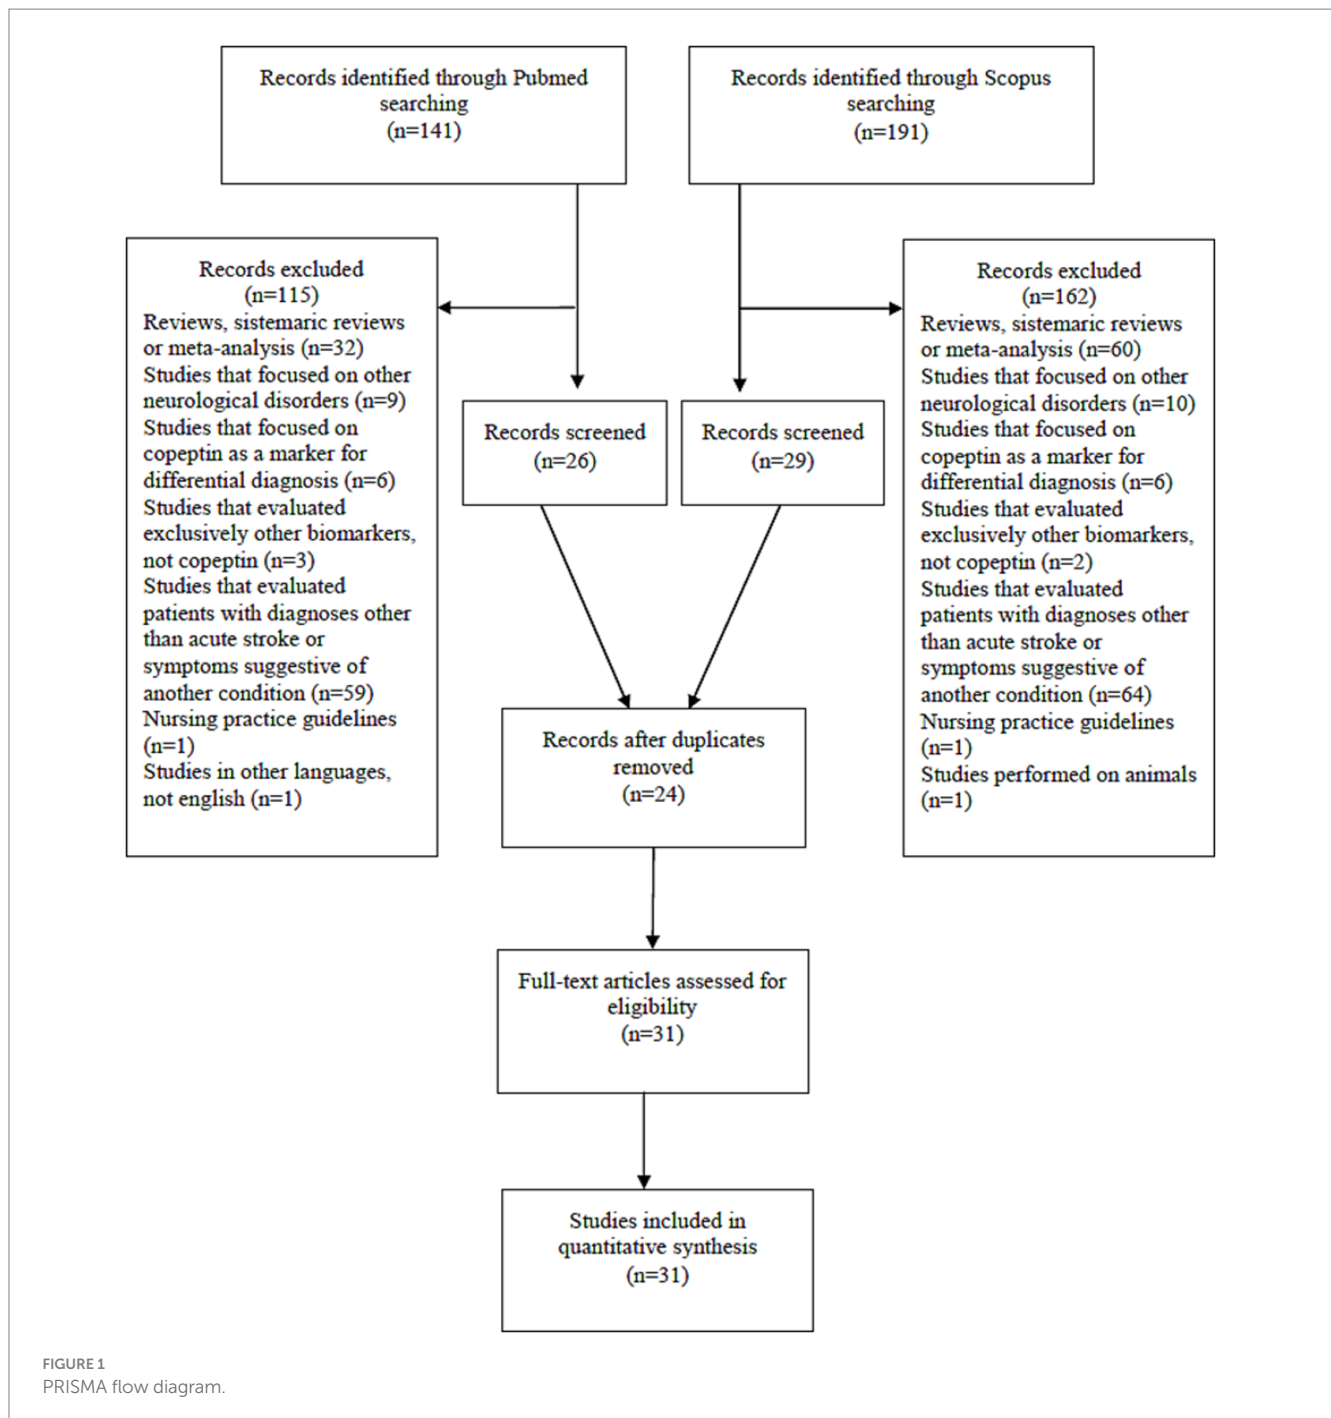 Records identified through Pubmed
searching
(n=141)
Records identified through Scopus
searching
(n=191)
Records excluded
(n=115)
Reviews, sistemaric reviews
or meta-analysis (n=32)
Studies that focused on other
neurological disorders (n=9)
Studies that focused on
copeptin as a marker for
differential diagnosis (n=6)
Studies that evaluated
exclusively other biomarkers,
not copeptin (n=3)
Studies that evaluated
patients with diagnoses other
than acute stroke or
symptoms suggestive of
another condition (n=59)
Nursing practice guidelines
(n=1)
Studies in other languages,
not english (n=1)
Records excluded
(n=162)
Reviews, sistemaric reviews
or meta-analysis (n=60)
Studies that focused on other
neurological disorders (n=10)
Studies that focused on
copeptin as a marker for
differential diagnosis (n=6)
Studies that evaluated
exclusively other biomarkers,
not copeptin (n=2)
Studies that evaluated
patients with diagnoses other
than acute stroke or
symptoms suggestive of
another condition (n=64)
Nursing practice guidelines
(n=1)
Studies performed on animals
(n=1)
Records screened
(n=26)
Records screened
(n=29)
Records after duplicates
removed
(n=24)
Full-text articles assessed for
eligibility
(n=31)
Studies included in
quantitative synthesis
(n=31)
FIGURE 1
PRISMA flow diagram.